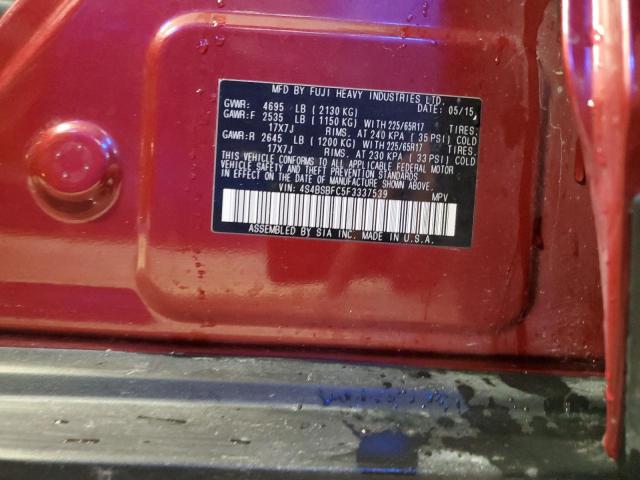 MFD BY FUJI HEAVY INDUSTRIES LTD.
GVWR: 4695 LB ( 2130 KG) DATE: 05/15
GAWR:F 2535 LB ( 1150 KG) WITH 225/65R17 TIRES.
17X7J RIMS. AT 240 KPA ( 35 PSI) COLD
GAWR:R 2645 LB ( 1200 KG) WITH 225/65R17 TIRES.
17X7J RIMS. AT 230 KPA ( 33 PSI) COLD
THIS VEHICLE CONFORMS TO ALL APPLICABLE FEDERAL MOTOR
VEHICLE SAFETY AND THEFT PREVENTION STANDARDS
IN EFFECT ON THE DATE OF MANUFACTURE SHOWN ABOVE.
VIN: 4S4BSBFC5F3337539 MPV
ASSEMBLED BY SIA INC. MADE IN U.S.A.